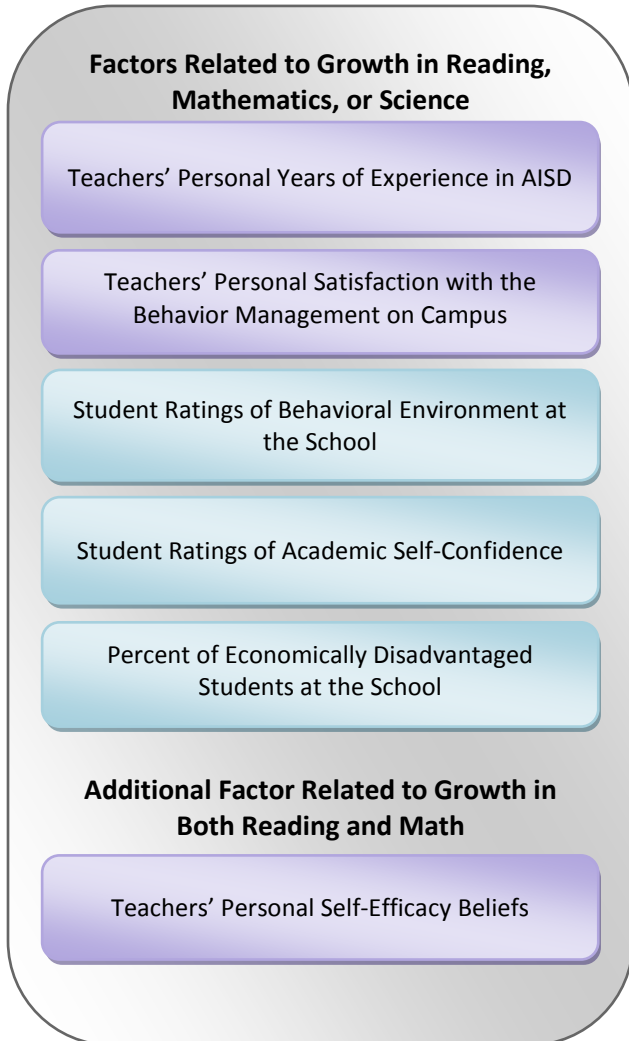 Factors Related to Growth in Reading,
Mathematics, or Science
Teachers’ Personal Years of Experience in AISD
Teachers’ Personal Satisfaction with the
Behavior Management on Campus
Student Ratings of Behavioral Environment at
the School
Student Ratings of Academic Self-Confidence
Percent of Economically Disadvantaged
Students at the School
Additional Factor Related to Growth in
Both Reading and Math
Teachers’ Personal Self-Efficacy Beliefs